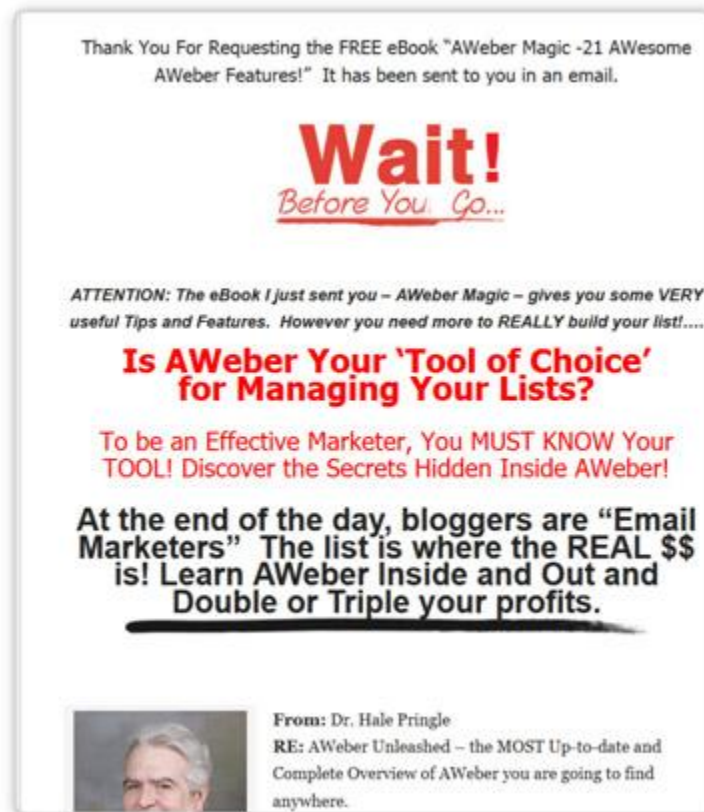 Thank You For Requesting the FREE eBook "AWeber Magic -21 AWesome
AWeber Features!" It has been sent to you in an email.
Wait!
Before You Go...
ATTENTION: The eBook I just sent you – AWeber Magic – gives you some VERY
useful Tips and Features. However you need more to REALLY build your list!....
Is AWeber Your 'Tool of Choice'
for Managing Your Lists?
To be an Effective Marketer, You MUST KNOW Your
TOOL! Discover the Secrets Hidden Inside AWeber!
At the end of the day, bloggers are “Email
Marketers” The list is where the REAL $$
is! Learn AWeber Inside and Out and
Double or Triple your profits.
From: Dr. Hale Pringle
RE: AWeber Unleashed – the MOST Up-to-date and
Complete Overview of AWeber you are going to find
anywhere.